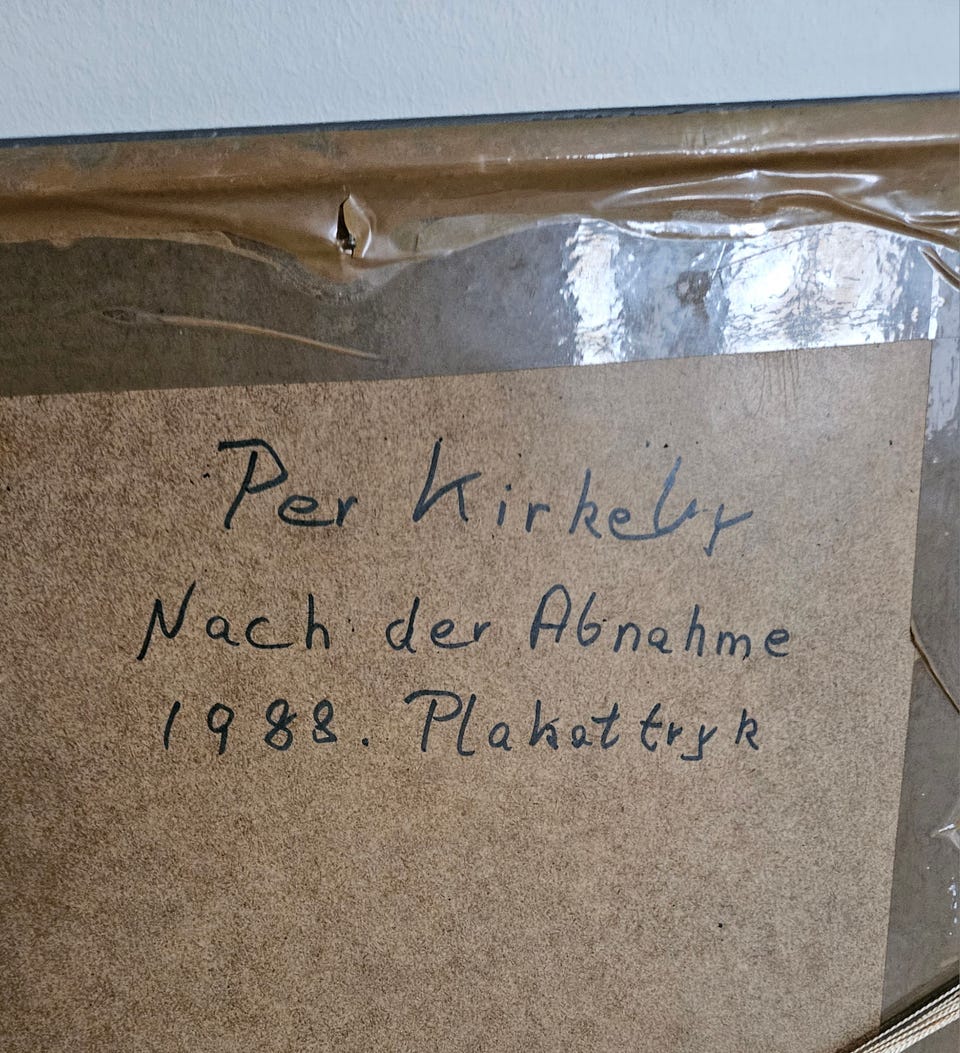 Per Kirkeby
Nach der Abnahme
1988. Plakattryk